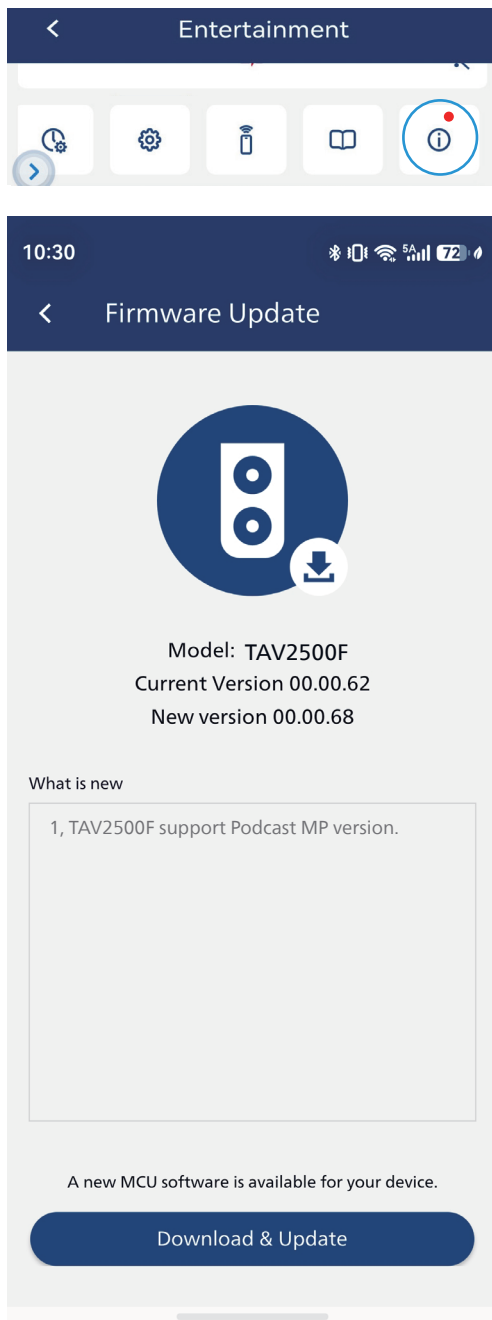 Entertainment
10:30
5A
72
Firmware Update
Model: TAV2500F
Current Version 00.00.62
New version 00.00.68
What is new
1, TAV2500F support Podcast MP version.
A new MCU software is available for your device.
Download & Update